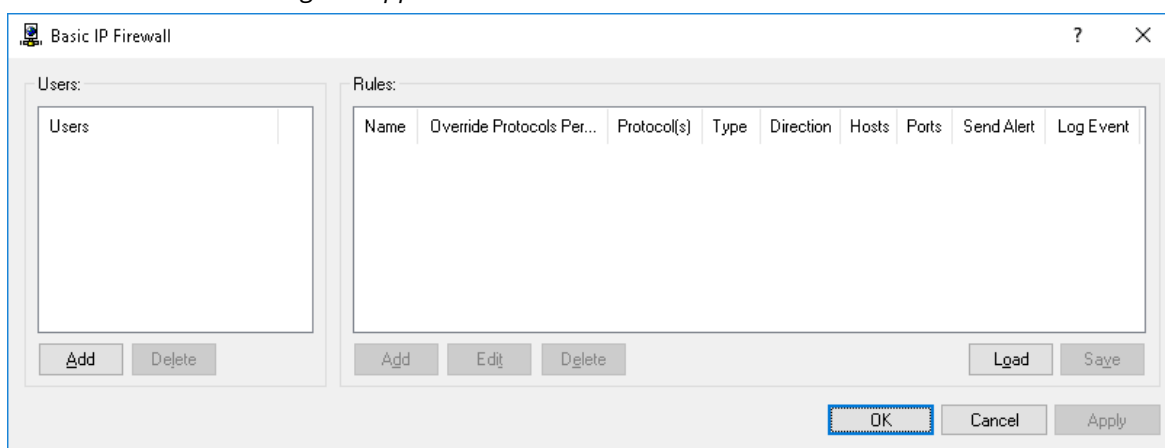 Basic IP Firewall ?
Users: Rules:
Users
Name Override Protocols Per... Protocol(s) Type Direction Hosts Ports Send Alert Log Event
Add Delete Add Edit Delete Load Save
OK Cancel Apply